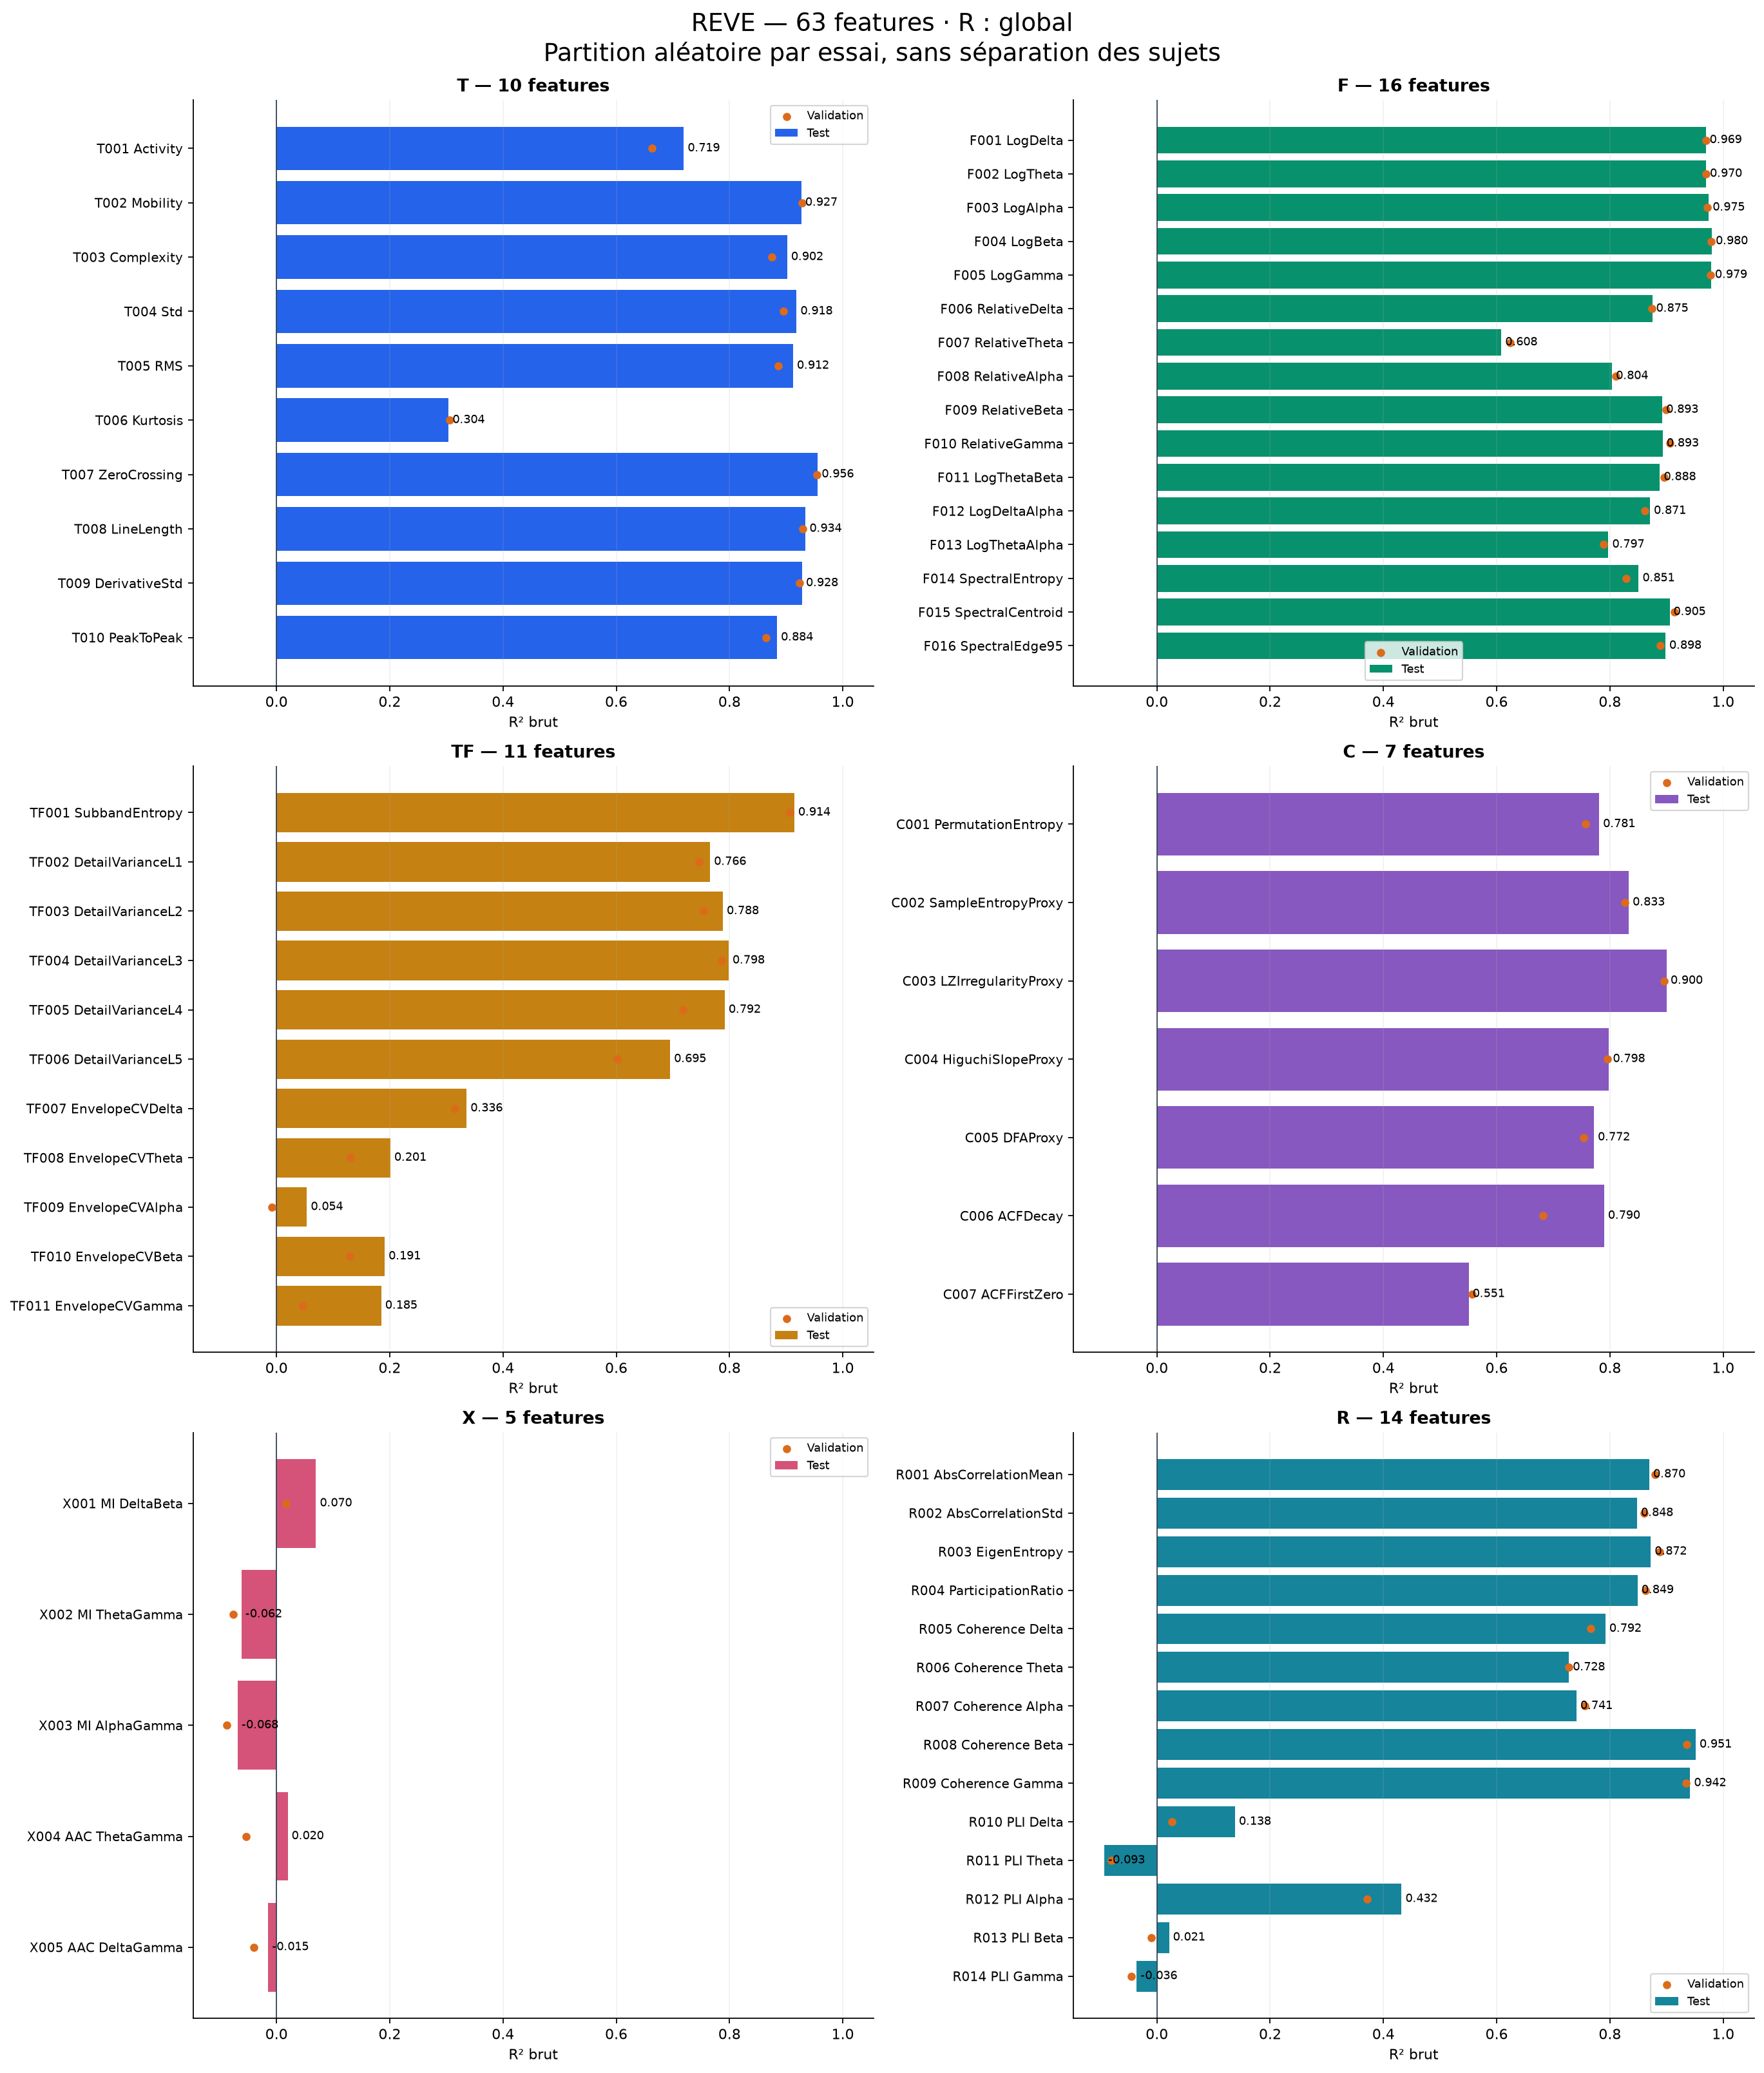 REVE — 63 features · R : global
Partition aléatoire par essai, sans séparation des sujets
T — 10 features
Validation
Test
T001 Activity 0.719
T002 Mobility 0.927
T003 Complexity 0.902
T004 Std 0.918
T005 RMS 0.912
T006 Kurtosis 0.304
T007 ZeroCrossing 0.956
T008 LineLength 0.934
T009 DerivativeStd 0.928
T010 PeakToPeak 0.884
0.0 0.2 0.4 0.6 0.8 1.0
R² brut
F — 16 features
F001 LogDelta 0.969
F002 LogTheta 0.970
F003 LogAlpha 0.975
F004 LogBeta 0.980
F005 LogGamma 0.979
F006 RelativeDelta 0.875
F007 RelativeTheta 0.608
F008 RelativeAlpha 0.804
F009 RelativeBeta 0.893
F010 RelativeGamma 0.893
F011 LogThetaBeta 0.888
F012 LogDeltaAlpha 0.871
F013 LogThetaAlpha 0.797
F014 SpectralEntropy 0.851
F015 SpectralCentroid 0.905
F016 SpectralEdge95 0.898
Validation
Test
0.0 0.2 0.4 0.6 0.8 1.0
R² brut
TF — 11 features
TF001 SubbandEntropy 0.914
TF002 DetailVarianceL1 0.766
TF003 DetailVarianceL2 0.788
TF004 DetailVarianceL3 0.798
TF005 DetailVarianceL4 0.792
TF006 DetailVarianceL5 0.695
TF007 EnvelopeCVDelta 0.336
TF008 EnvelopeCVTheta 0.201
TF009 EnvelopeCVAlpha 0.054
TF010 EnvelopeCVBeta 0.191
TF011 EnvelopeCVGamma 0.185
Validation
Test
0.0 0.2 0.4 0.6 0.8 1.0
R² brut
C — 7 features
Validation
Test
C001 PermutationEntropy 0.781
C002 SampleEntropyProxy 0.833
C003 LZIrregularityProxy 0.900
C004 HiguchiSlopeProxy 0.798
C005 DFAProxy 0.772
C006 ACFDecay 0.790
C007 ACFFirstZero 0.551
0.0 0.2 0.4 0.6 0.8 1.0
R² brut
X — 5 features
Validation
Test
X001 MI DeltaBeta 0.070
X002 MI ThetaGamma -0.062
X003 MI AlphaGamma -0.068
X004 AAC ThetaGamma 0.020
X005 AAC DeltaGamma -0.015
0.0 0.2 0.4 0.6 0.8 1.0
R² brut
R — 14 features
R001 AbsCorrelationMean 0.870
R002 AbsCorrelationStd 0.848
R003 EigenEntropy 0.872
R004 ParticipationRatio 0.849
R005 Coherence Delta 0.792
R006 Coherence Theta 0.728
R007 Coherence Alpha 0.741
R008 Coherence Beta 0.951
R009 Coherence Gamma 0.942
R010 PLI Delta 0.138
R011 PLI Theta -0.093
R012 PLI Alpha 0.432
R013 PLI Beta 0.021
R014 PLI Gamma -0.036
Validation
Test
0.0 0.2 0.4 0.6 0.8 1.0
R² brut